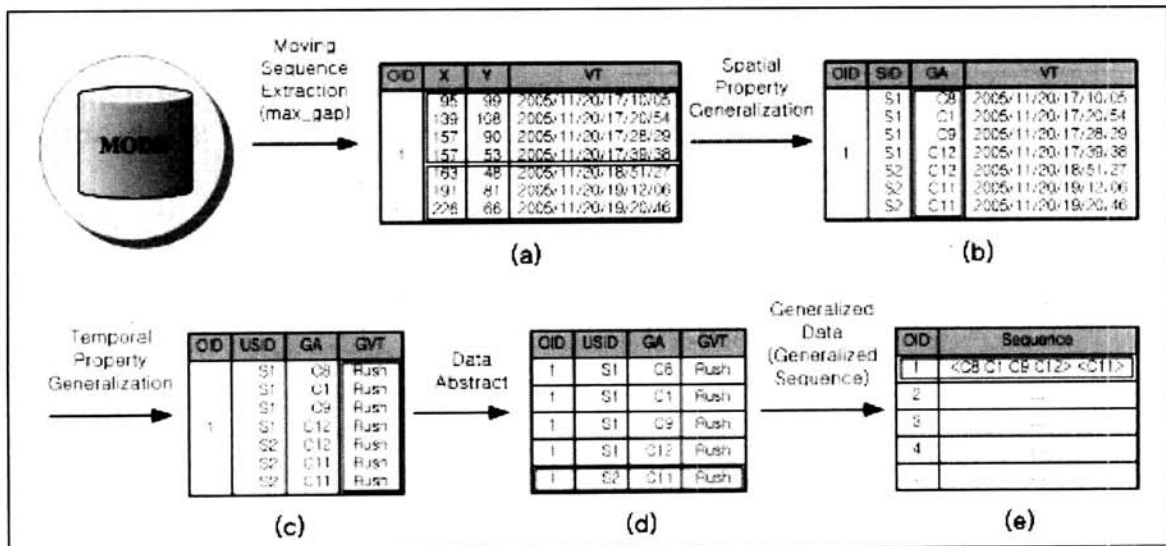 Moving
Sequence
Extraction
(max_gap)
OID X Y VT
95 99 2005/11/20/17/10/05
139 108 2005/11/20/17/20/54
157 90 2005/11/20/17/28/29
1 157 53 2005/11/20/17/39/38
163 48 2005/11/20/18/51/27
191 81 2005/11/20/19/12/06
226 66 2005/11/20/19/20/46
(a)
Spatial
Property
Generalization
OID SID GA VT
S1 C8 2005/11/20/17/10/05
S1 C1 2005/11/20/17/20/54
S1 C9 2005/11/20/17/28/29
1 S1 C12 2005/11/20/17/39/38
S2 C12 2005/11/20/18/51/27
S2 C11 2005/11/20/19/12/06
S2 C11 2005/11/20/19/20/46
(b)
Temporal
Property
Generalization
OID USID GA GVT
S1 C8 Rush
S1 C1 Rush
S1 C9 Rush
1 S1 C12 Rush
S2 C12 Rush
S2 C11 Rush
S2 C11 Rush
(c)
Data
Abstract
OID USID GA GVT
1 S1 C8 Rush
1 S1 C1 Rush
1 S1 C9 Rush
1 S1 C12 Rush
1 S2 C11 Rush
(d)
Generalized
Data
(Generalized
Sequence)
OID Sequence
1 <C8 C1 C9 C12> <C11>
2 ...
3 ...
4 ...
... ...
(e)